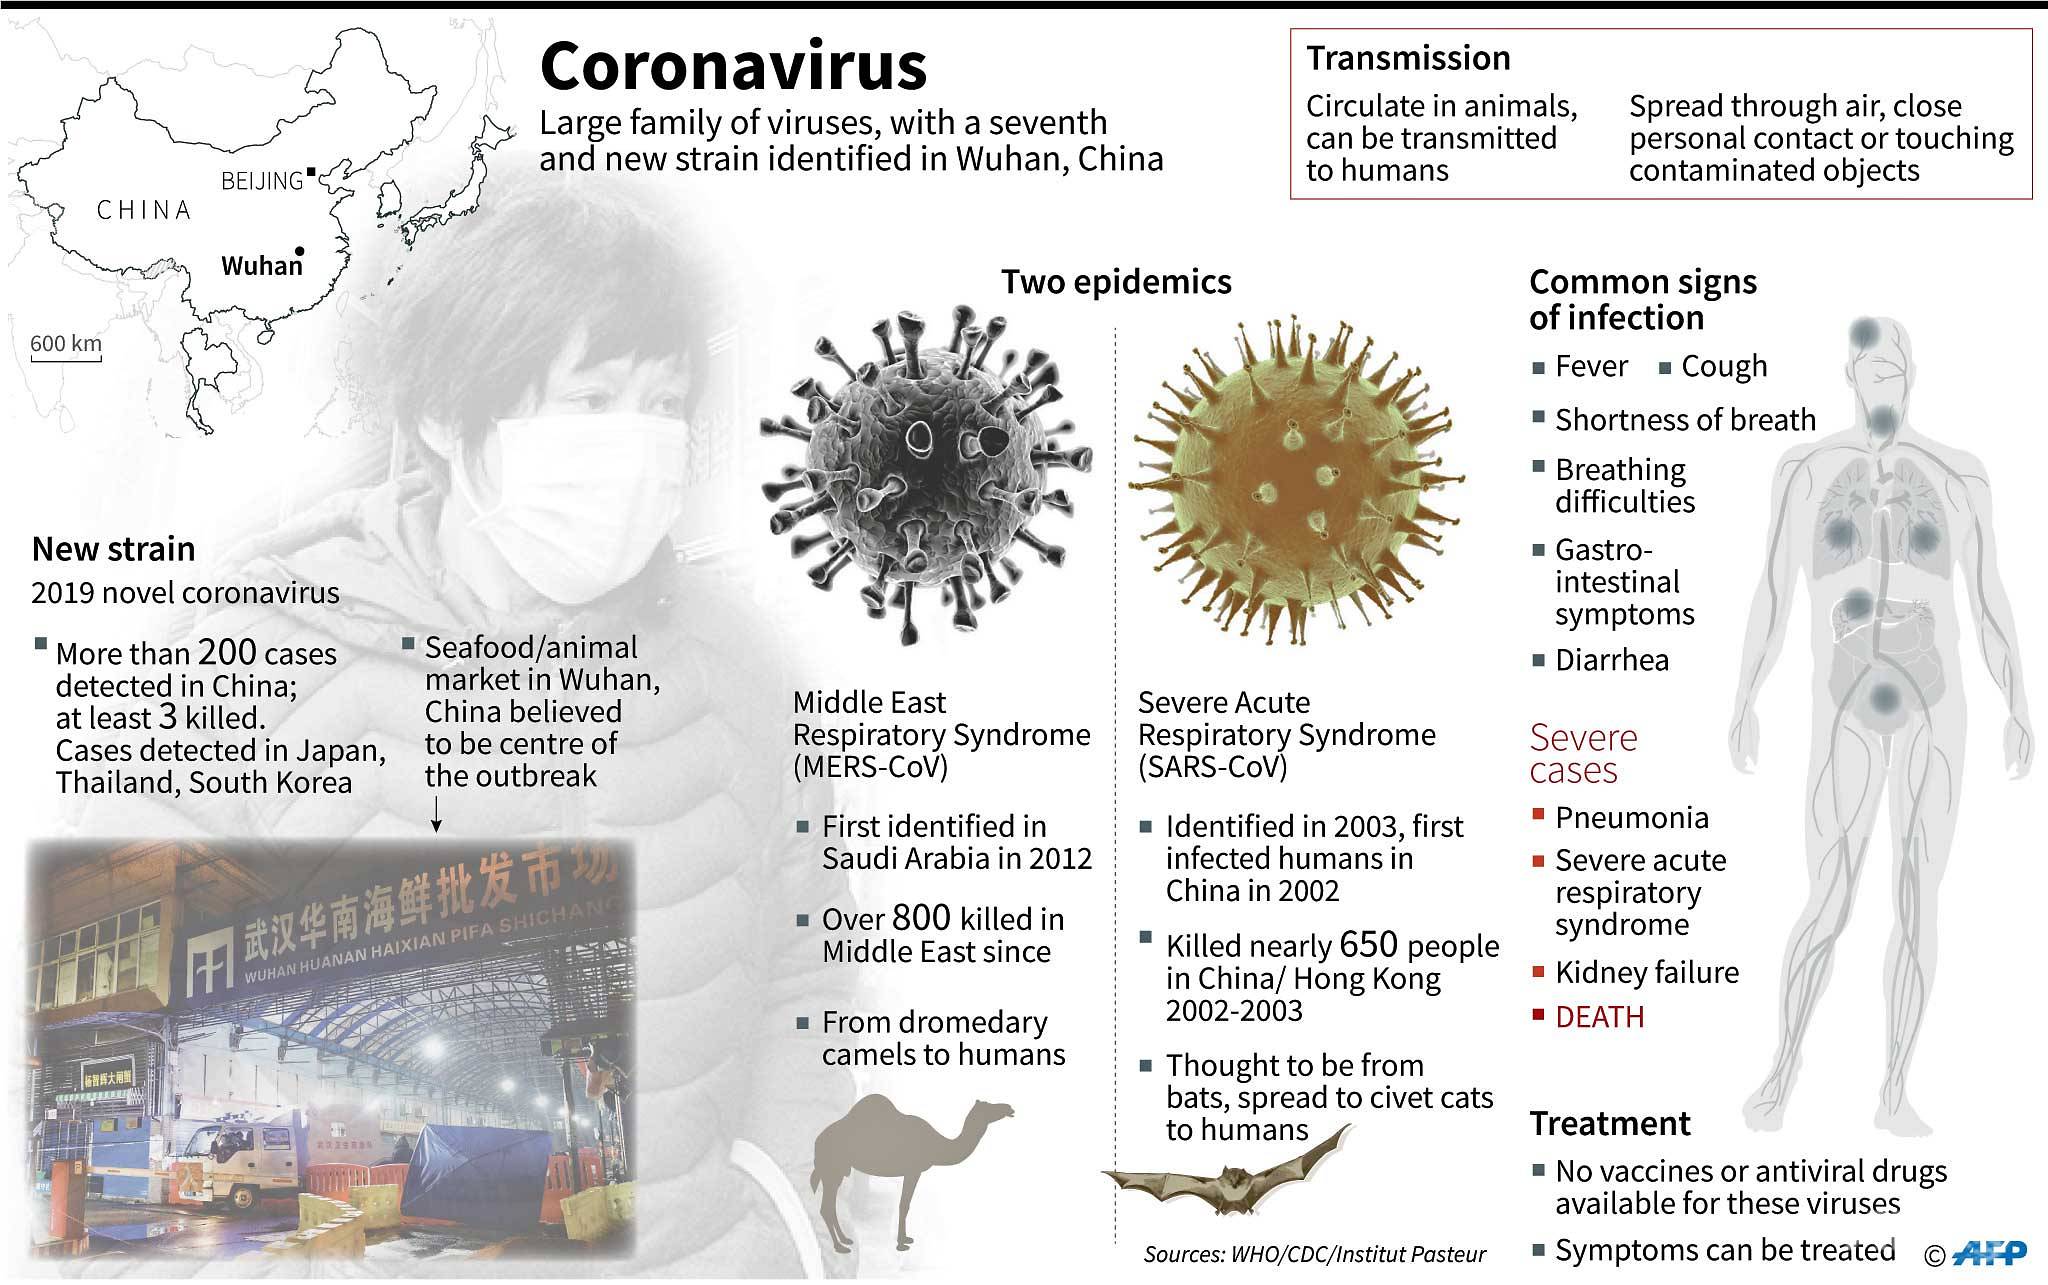 Coronavirus
Large family of viruses, with a seventh
and new strain identified in Wuhan, China
BEIJING
CHINA
Wuhan
600 km
Transmission
Circulate in animals,
can be transmitted
to humans
Spread through air, close
personal contact or touching
contaminated objects
New strain
2019 novel coronavirus
More than 200 cases
detected in China;
at least 3 killed.
Cases detected in Japan,
Thailand, South Korea
Seafood/animal
market in Wuhan,
China believed
to be centre of
the outbreak
武汉华南海鲜批发市场
WUHAN HUANAN HAIXIAN PIFA SHICHANG
杨智辉大闸蟹
Two epidemics
Middle East
Respiratory Syndrome
(MERS-CoV)
First identified in
Saudi Arabia in 2012
Over 800 killed in
Middle East since
From dromedary
camels to humans
Severe Acute
Respiratory Syndrome
(SARS-CoV)
Identified in 2003, first
infected humans in
China in 2002
Killed nearly 650 people
in China/ Hong Kong
2002-2003
Thought to be from
bats, spread to civet cats
to humans
Sources: WHO/CDC/Institut Pasteur
Common signs
of infection
Fever
Cough
Shortness of breath
Breathing
difficulties
Gastro-
intestinal
symptoms
Diarrhea
Severe
cases
Pneumonia
Severe acute
respiratory
syndrome
Kidney failure
DEATH
Treatment
No vaccines or antiviral drugs
available for these viruses
Symptoms can be treated
© AFP